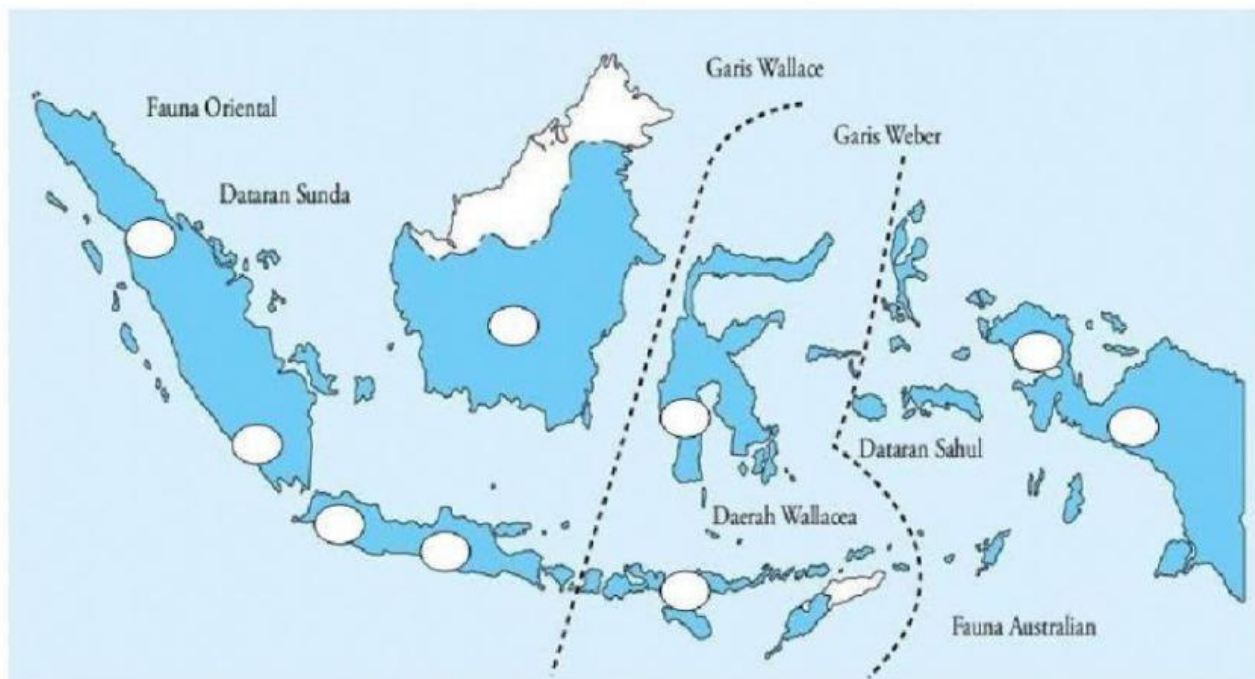 Garis Wallace
Fauna Oriental
Garis Weber
Dataran Sunda
Dataran Sahul
Daerah Wallacea
Fauna Australian